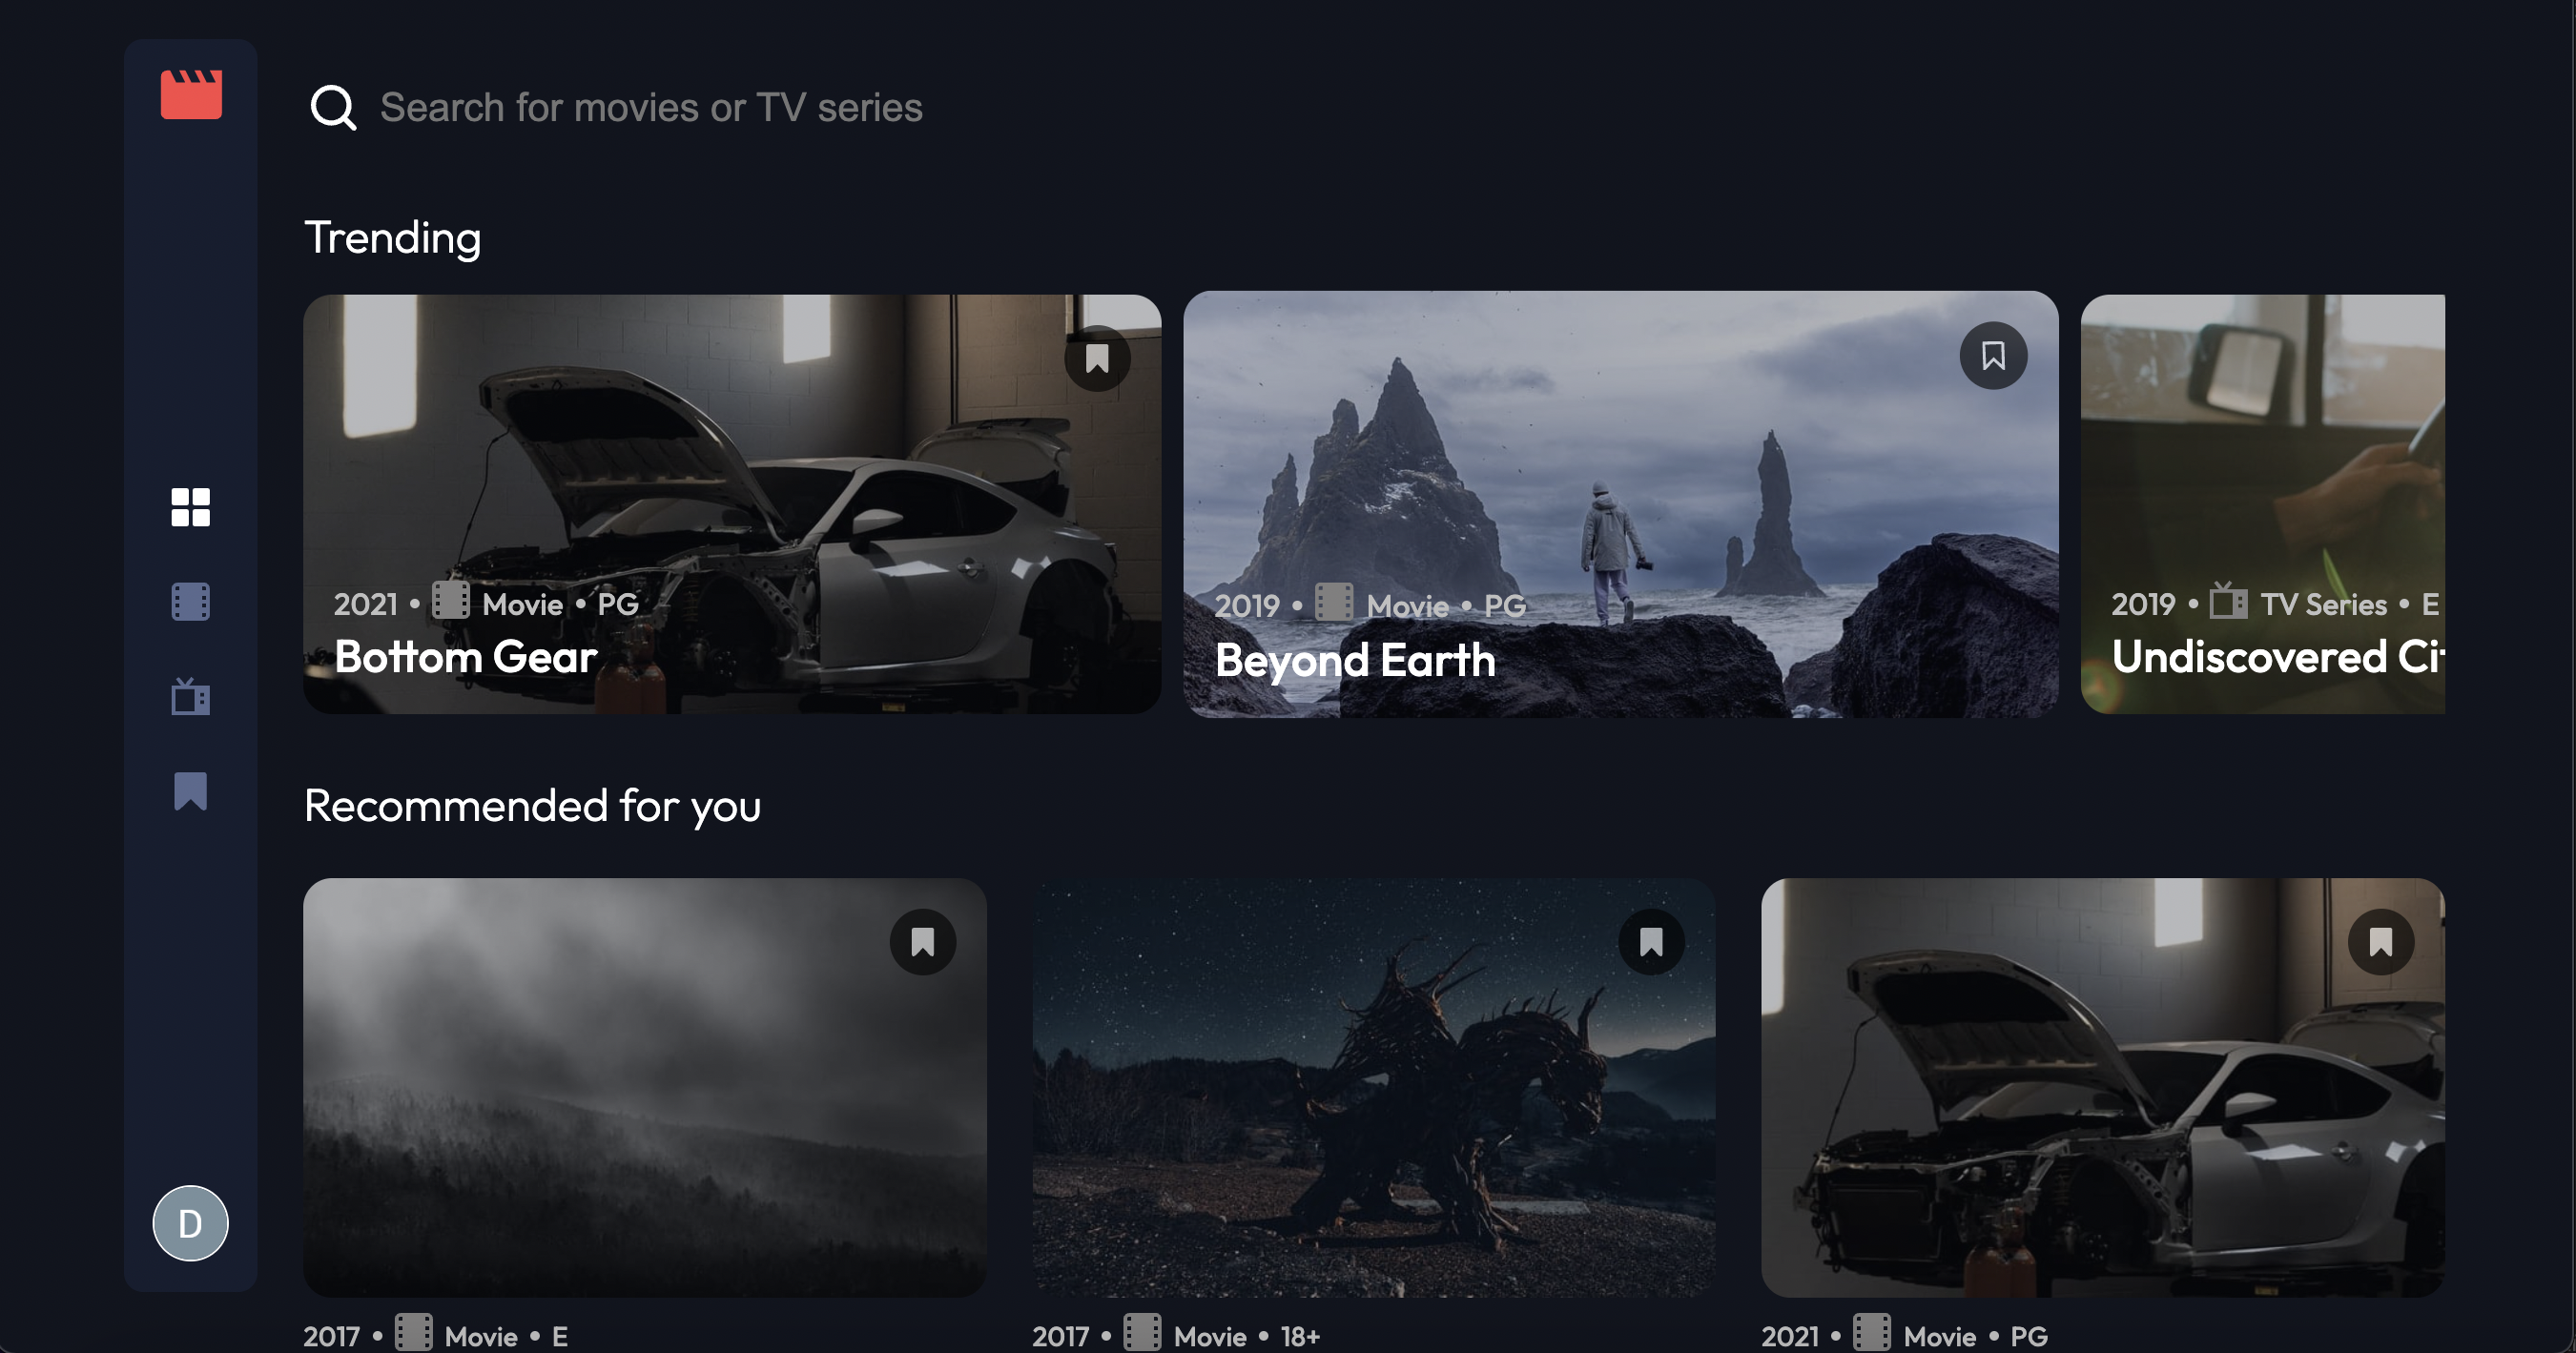 Search for movies or TV series
Trending
2021 • Movie • PG
Bottom Gear
2019 • Movie • PG
Beyond Earth
2019 • TV Series • E
Undiscovered
Recommended for you
2017 • Movie • E
2017 • Movie • 18+
2021 • Movie • PG
D